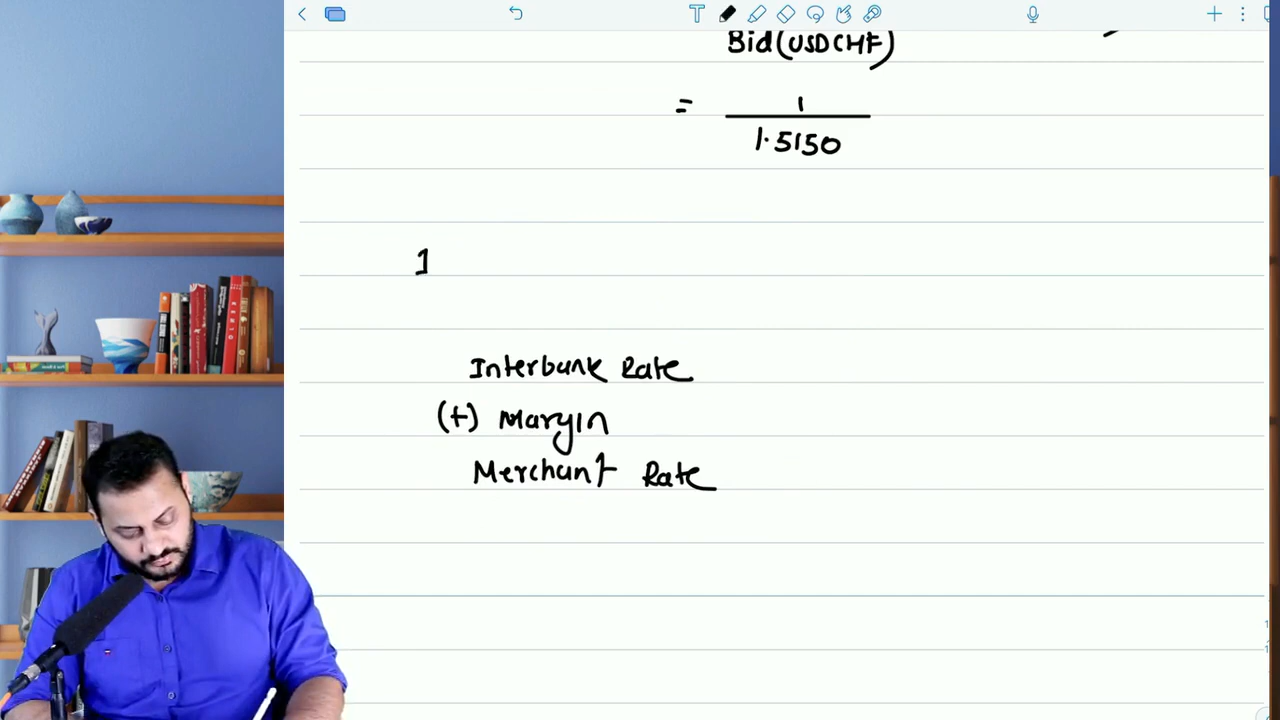 Bid(USDCHF)
= 1
1.5150
1
Interbank Rate
(+) Margin
Merchant Rate